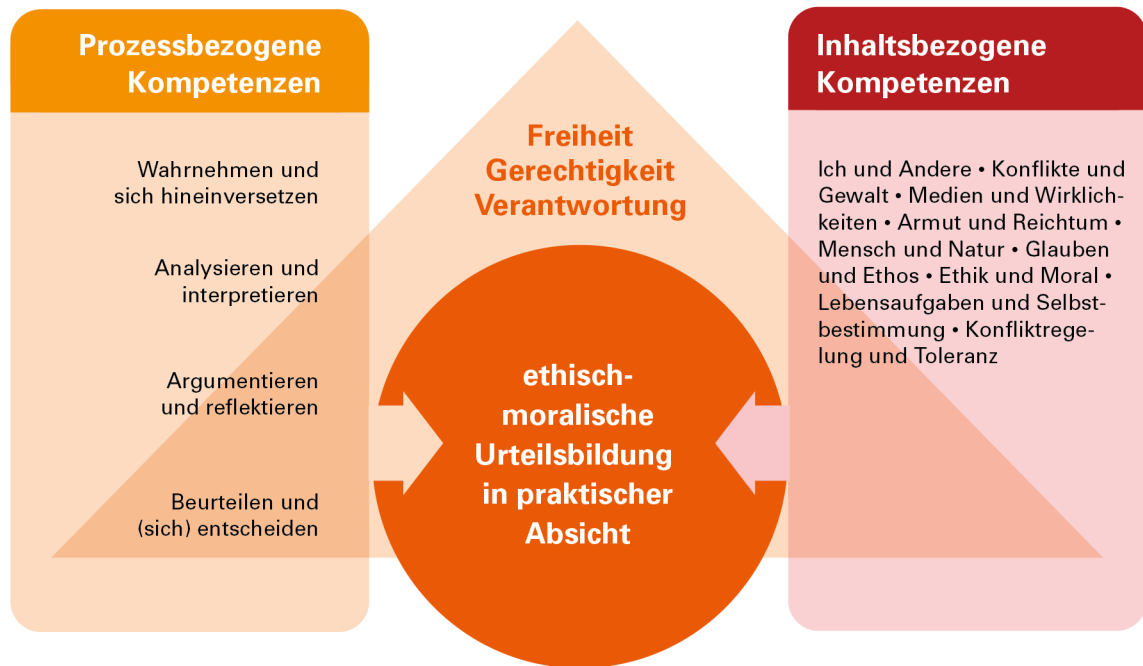 Prozessbezogene
Kompetenzen
Wahrnehmen und
sich hineinversetzen
Analysieren und
interpretieren
Argumentieren
und reflektieren
Beurteilen und
(sich) entscheiden
Freiheit
Gerechtigkeit
Verantwortung
ethisch-
moralische
Urteilsbildung
in praktischer
Absicht
Inhaltsbezogene
Kompetenzen
Ich und Andere • Konflikte und
Gewalt • Medien und Wirklich-
keiten • Armut und Reichtum •
Mensch und Natur • Glauben
und Ethos • Ethik und Moral •
Lebensaufgaben und Selbst-
bestimmung • Konfliktrege-
lung und Toleranz